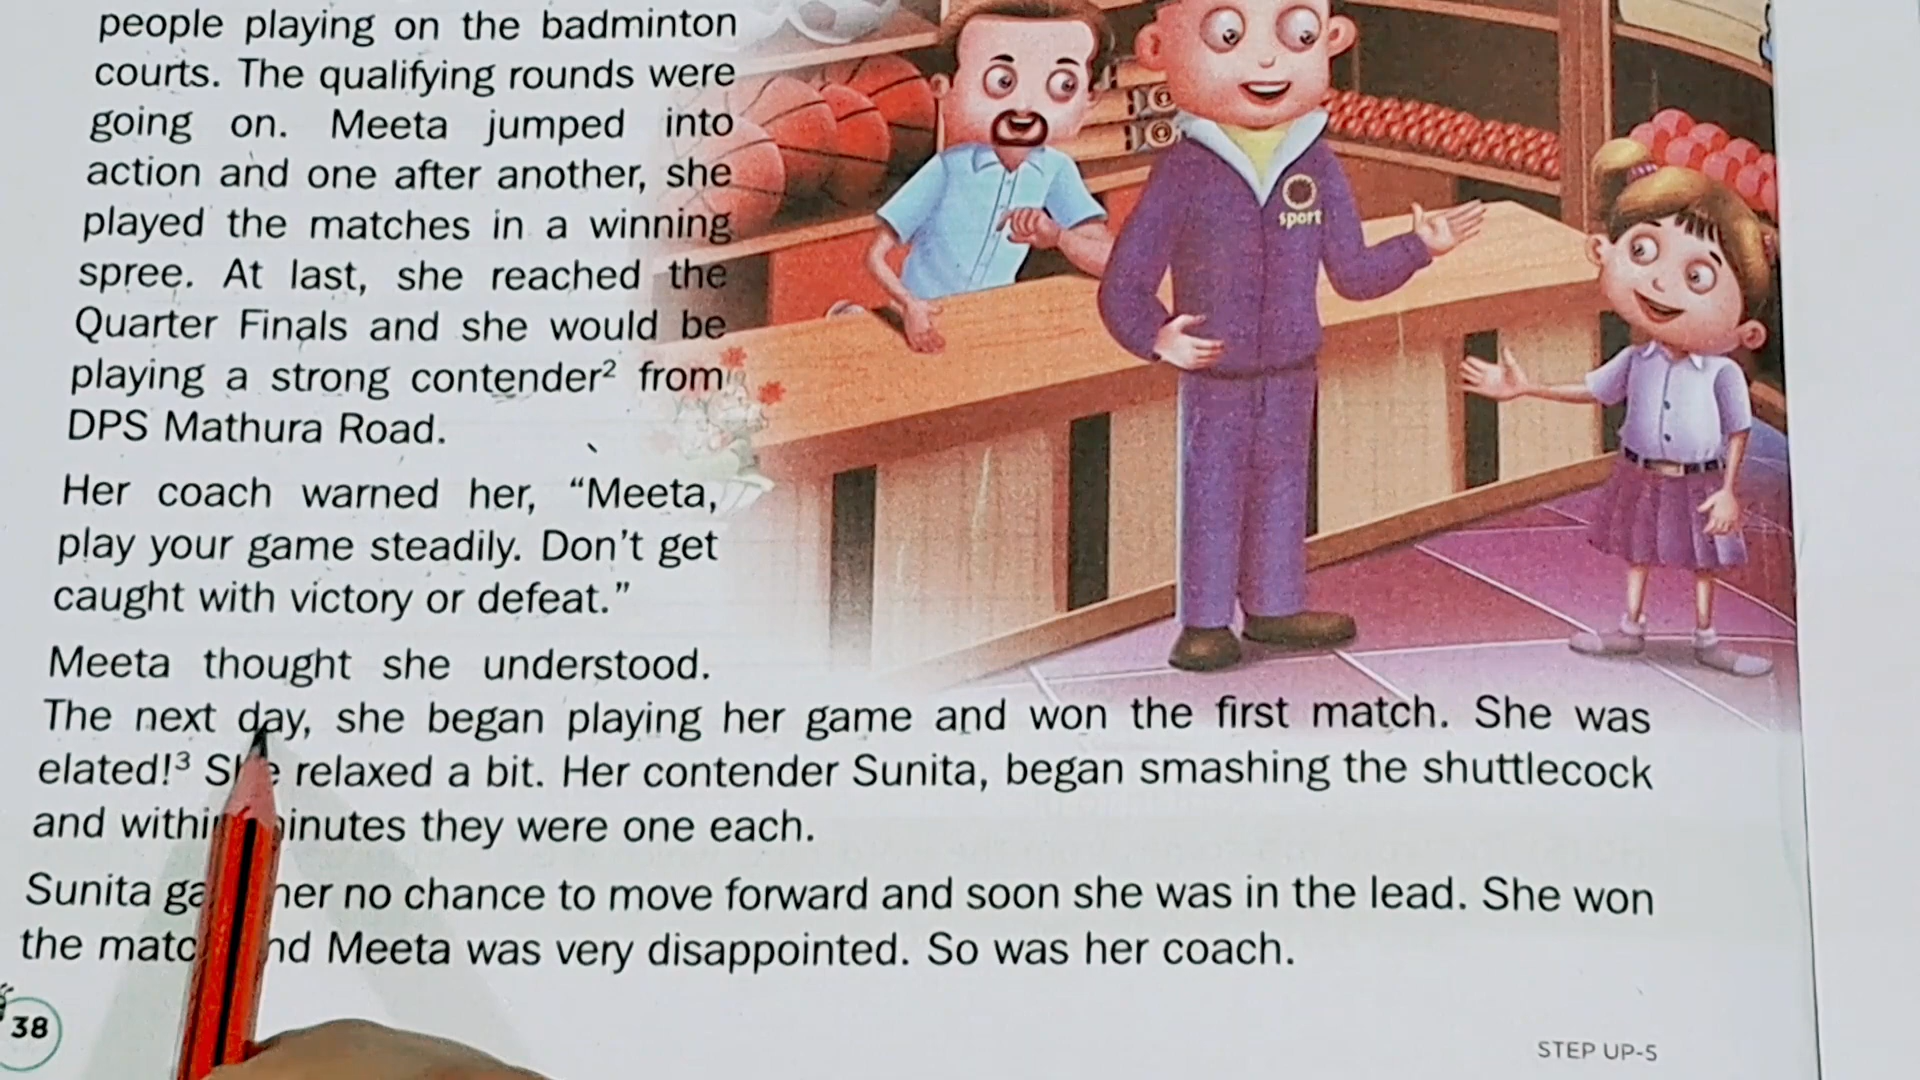 people playing on the badminton
courts. The qualifying rounds were
going on. Meeta jumped into
action and one after another, she
played the matches in a winning
spree. At last, she reached the
Quarter Finals and she would be
playing a strong contender² from
DPS Mathura Road.
Her coach warned her, “Meeta,
play your game steadily. Don’t get
caught with victory or defeat.”
Meeta thought she understood.
The next day, she began playing her game and won the first match. She was
elated!³ She relaxed a bit. Her contender Sunita, began smashing the shuttlecock
and within minutes they were one each.
Sunita gave her no chance to move forward and soon she was in the lead. She won
the match and Meeta was very disappointed. So was her coach.
38
STEP UP-5
sport